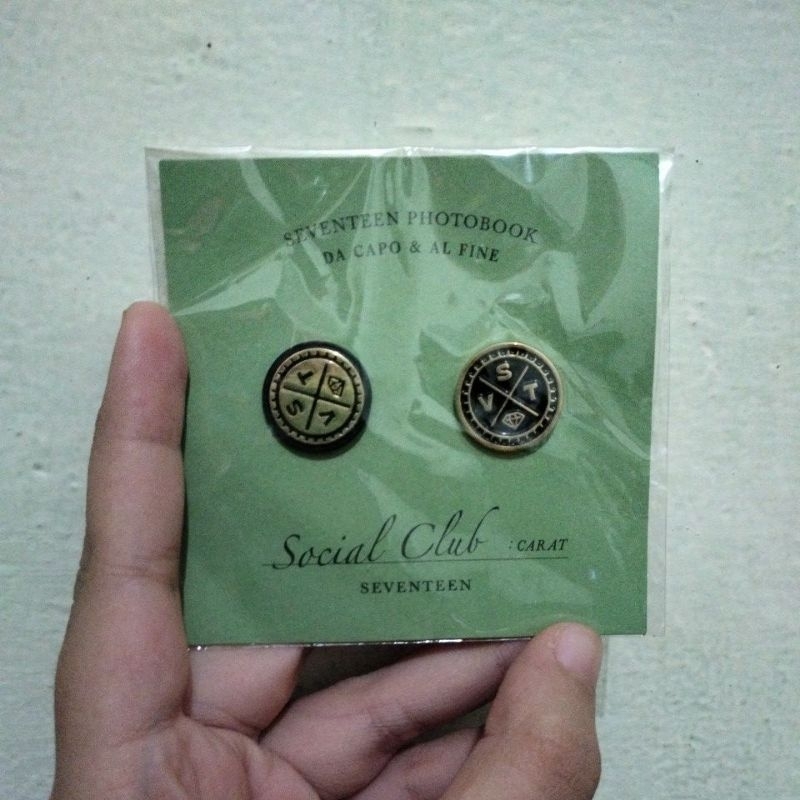 SEVENTEEN PHOTOBOOK
DA CAPO & AL FINE
S V T
S V T
Social Club : CARAT
SEVENTEEN